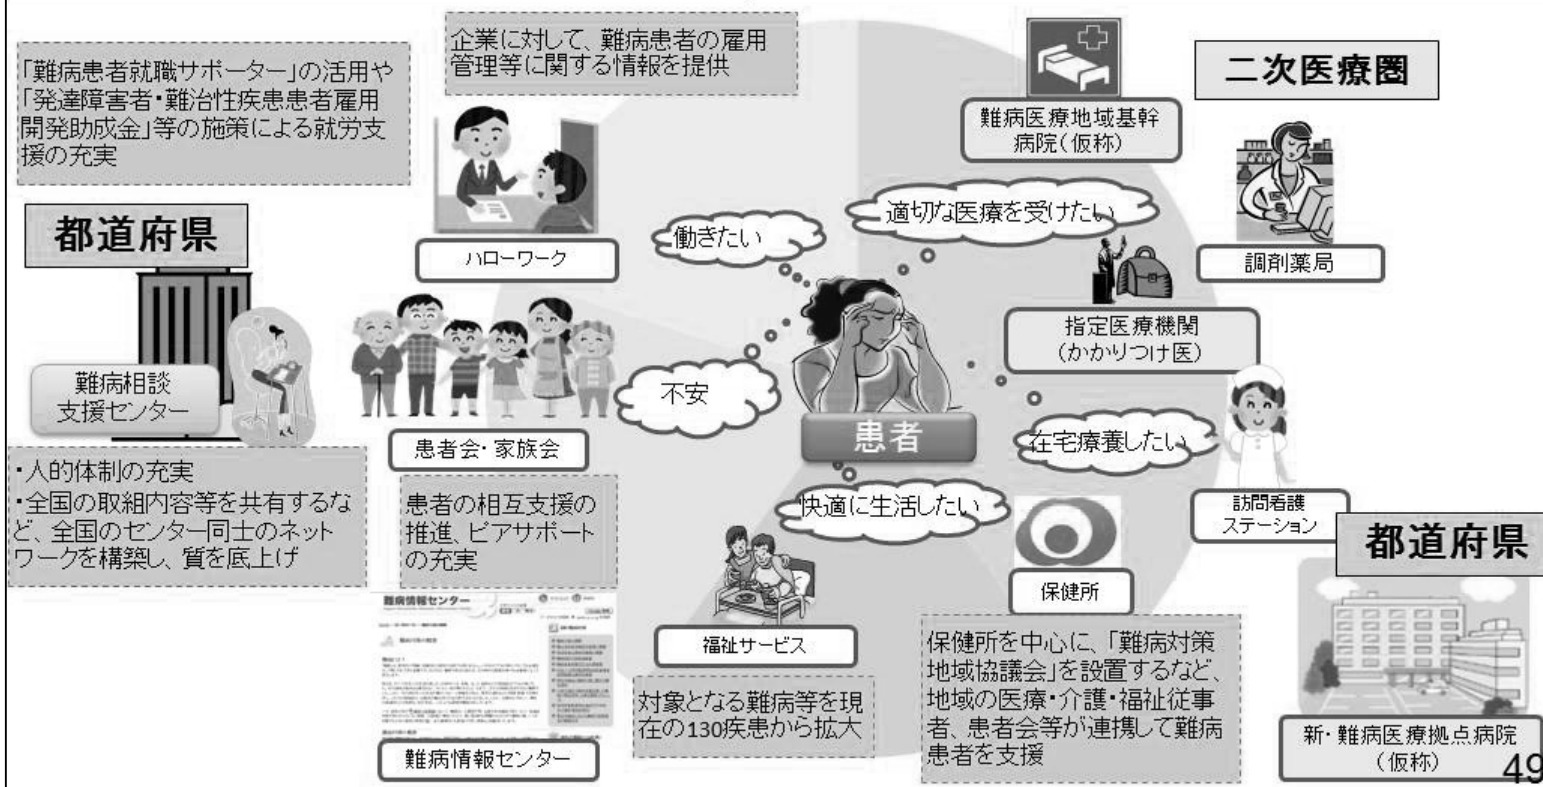 企業に対して、難病患者の雇用
管理等に関する情報を提供
「難病患者就職サポーター」の活用や
「発達障害者・難治性疾患患者雇用
開発助成金」等の施策による就労支
援の充実
二次医療圏
難病医療地域基幹
病院(仮称)
都道府県
ハローワーク
働きたい
適切な医療を受けたい
調剤薬局
指定医療機関
(かかりつけ医)
難病相談
支援センター
不安
患者
在宅療養したい
患者会・家族会
・人的体制の充実
・全国の取組内容等を共有するな
ど、全国のセンター同士のネット
ワークを構築し、質を底上げ
患者の相互支援の
推進、ピアサポート
の充実
快適に生活したい
訪問看護
ステーション
都道府県
保健所
難病情報センター
福祉サービス
対象となる難病等を現
在の130疾患から拡大
保健所を中心に、「難病対策
地域協議会」を設置するなど、
地域の医療・介護・福祉従事
者、患者会等が連携して難病
患者を支援
難病情報センター
新・難病医療拠点病院
(仮称)
49